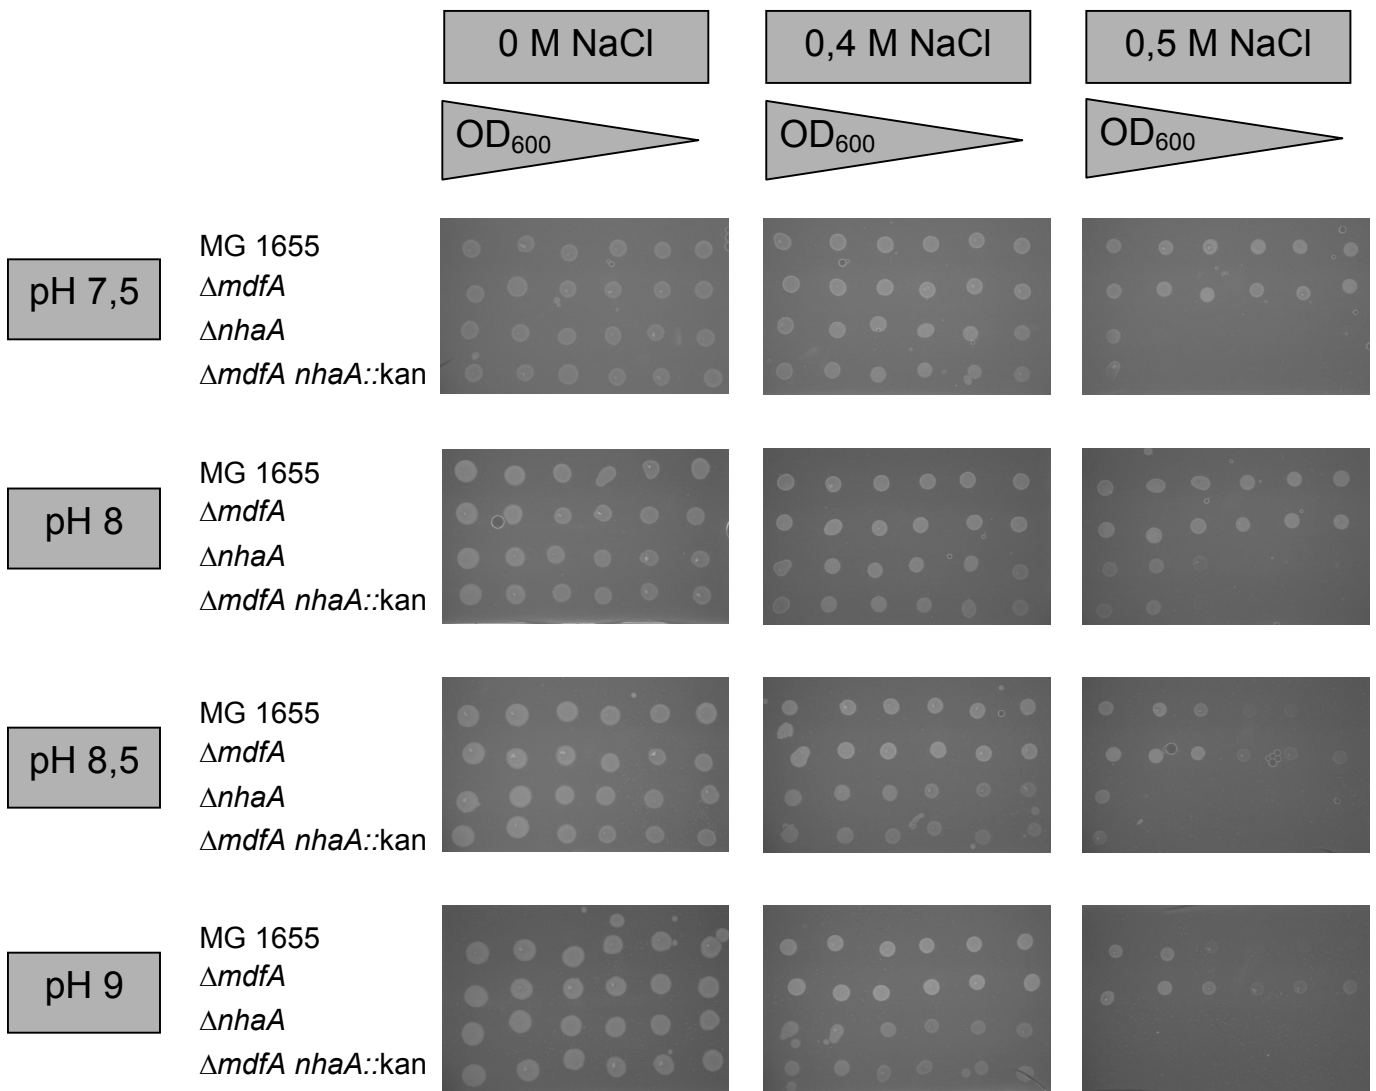 0 M NaCl
0,4 M NaCl
0,5 M NaCl
OD600
OD600
OD600
pH 7,5
MG 1655
ΔmdfA
ΔnhaA
ΔmdfA nhaA::kan
pH 8
MG 1655
ΔmdfA
ΔnhaA
ΔmdfA nhaA::kan
pH 8,5
MG 1655
ΔmdfA
ΔnhaA
ΔmdfA nhaA::kan
pH 9
MG 1655
ΔmdfA
ΔnhaA
ΔmdfA nhaA::kan